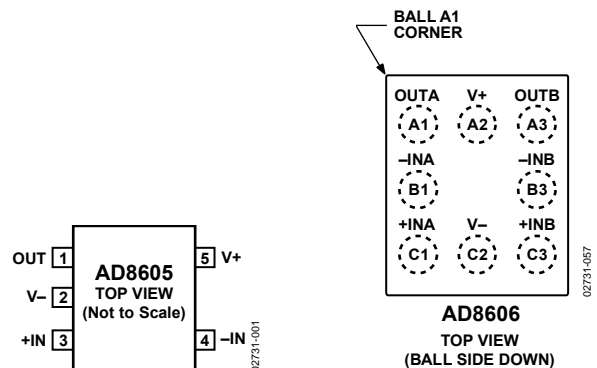 BALL A1
CORNER
OUTA V+ OUTB
A1 A2 A3
–INA –INB
B1 B3
+INA V– +INB
C1 C2 C3
02731-057
AD8606
TOP VIEW
(BALL SIDE DOWN)
OUT 1 5 V+
AD8605
TOP VIEW
(Not to Scale)
V– 2
+IN 3 4 –IN
02731-001